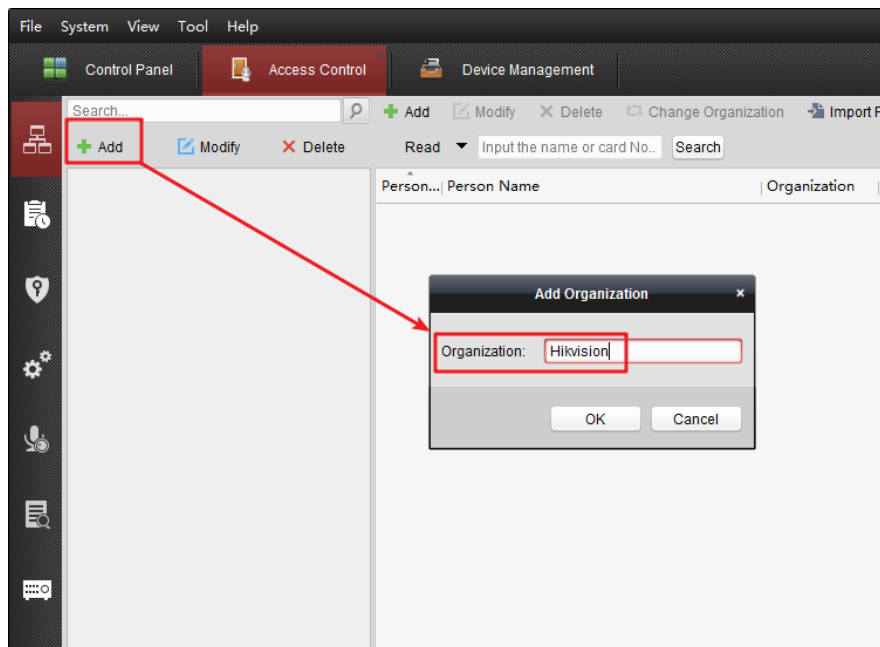 File System View Tool Help
Control Panel Access Control Device Management
Search...
Add Modify Delete Change Organization Import
Add Modify Delete Read Input the name or card No.. Search
Person... Person Name Organization
Add Organization
Organization: Hikvision
OK Cancel